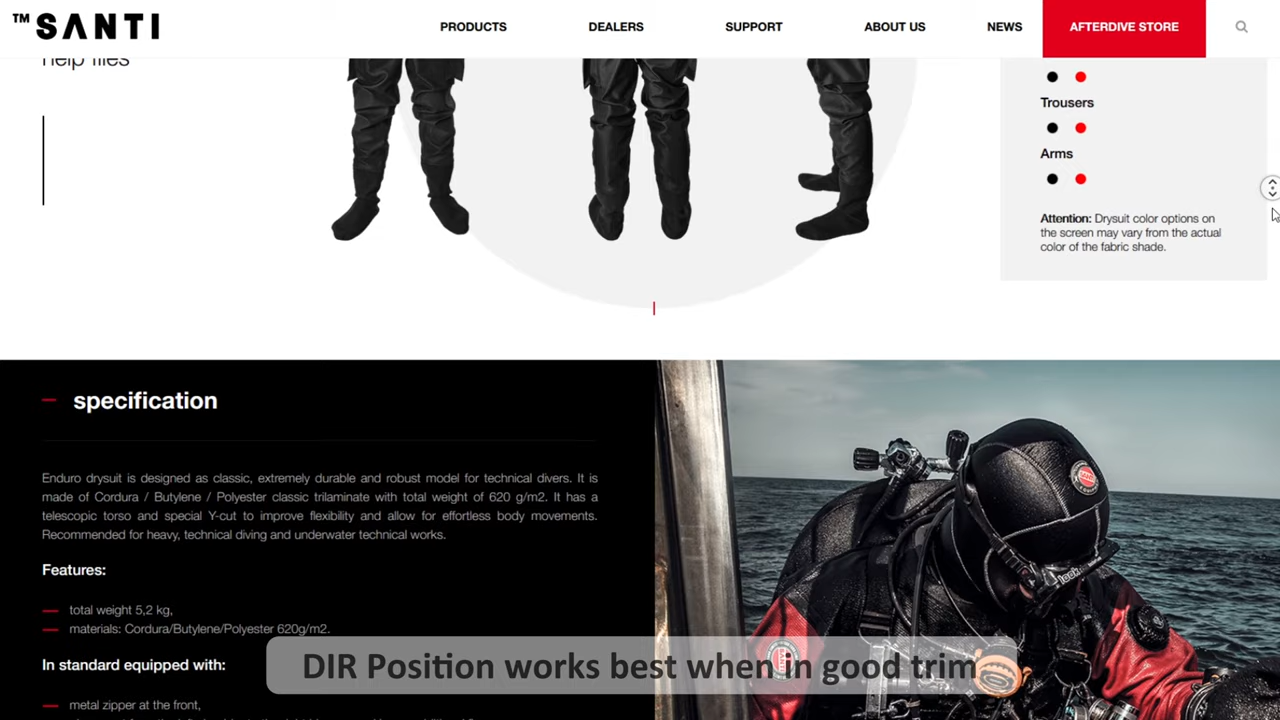 ™SANTI
PRODUCTS
DEALERS
SUPPORT
ABOUT US
NEWS
AFTERDIVE STORE
help files
Trousers
Arms
Attention: Drysuit color options on
the screen may vary from the actual
color of the fabric shade.
specification
Enduro drysuit is designed as classic, extremely durable and robust model for technical divers. It is
made of Cordura / Butylene / Polyester classic trilaminate with total weight of 620 g/m2. It has a
telescopic torso and special Y-cut to improve flexibility and allow for effortless body movements.
Recommended for heavy, technical diving and underwater technical works.
Features:
total weight 5,2 kg,
materials: Cordura/Butylene/Polyester 620g/m2.
In standard equipped with:
metal zipper at the front,
DIR Position works best when in good trim
SANTI
SANTI